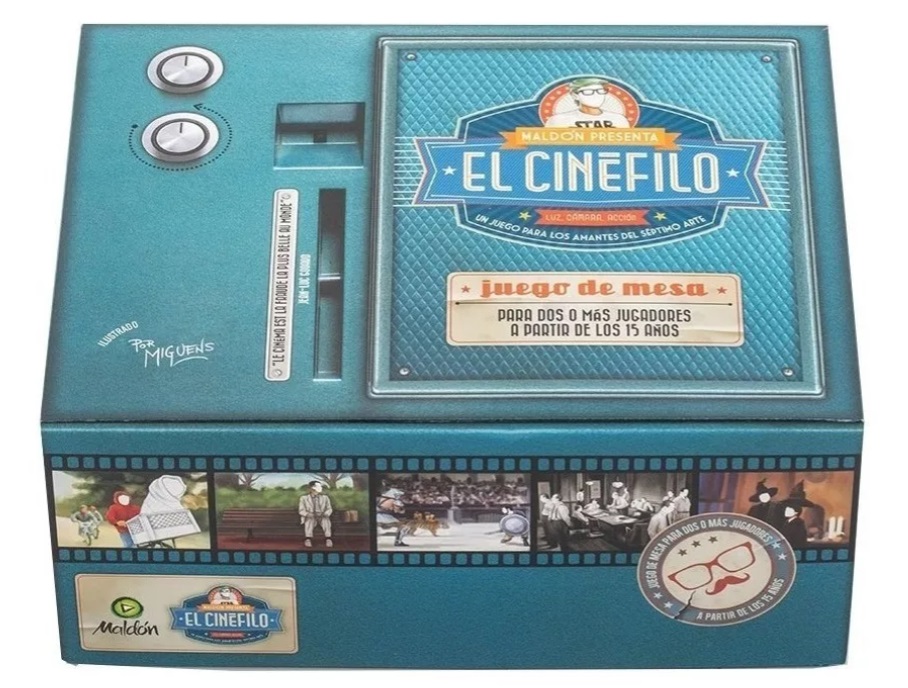 STAR
MALDÓN PRESENTA
EL CINĒFILO
LUZ, CÁMARA, ACCIÓN
UN JUEGO PARA LOS AMANTES DEL SÉPTIMO ARTE
juego de mesa
PARA DOS O MáS JUGADORES
A PARTIR DE LOS 15 AÑOS
"LE CINÉMA EST LA FRAUDE LA PLUS BELLE DU MONDE"
JEAN-LUC GODARD
ILUSTRADO
POR
MIGUENS
JUEGO DE MESA PARA DOS O MÁS JUGADORES
A PARTIR DE LOS 15 AÑOS
Maldón
STAR
EL CINĒFILO